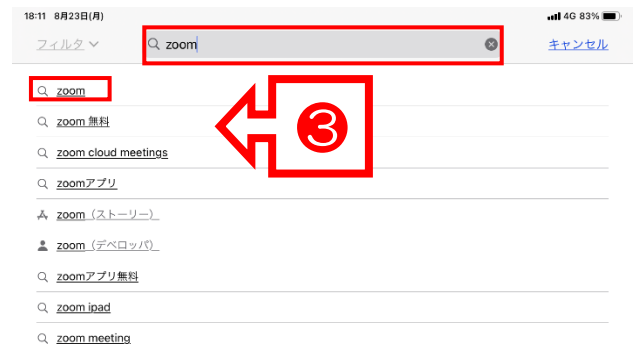 18:11 8月23日(月) 4G 83%
フィルタ zoom キャンセル
zoom
zoom 無料
zoom cloud meetings
zoomアプリ
zoom（ストーリー）
zoom（デベロッパ）
zoomアプリ無料
zoom ipad
zoom meeting
❸